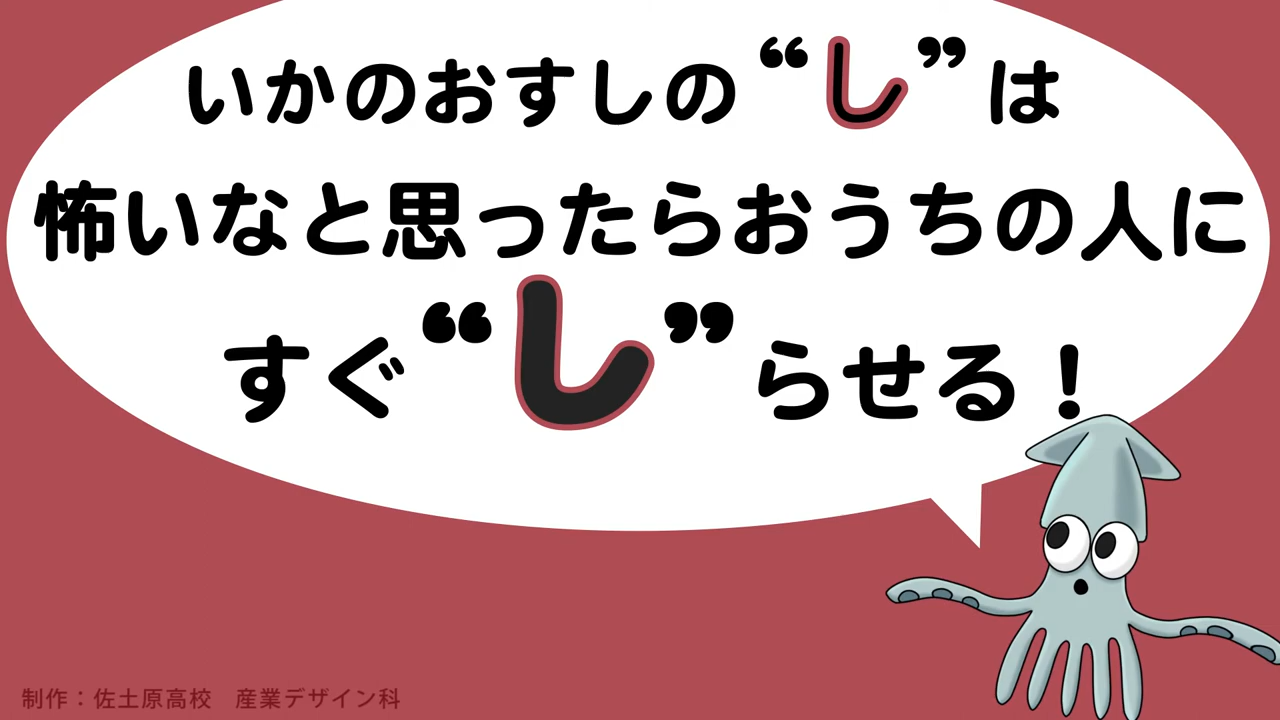 いかのおすしの“し”は
怖いなと思ったらおうちの人に
すぐ“し”らせる！
制作：佐土原高校　産業デザイン科